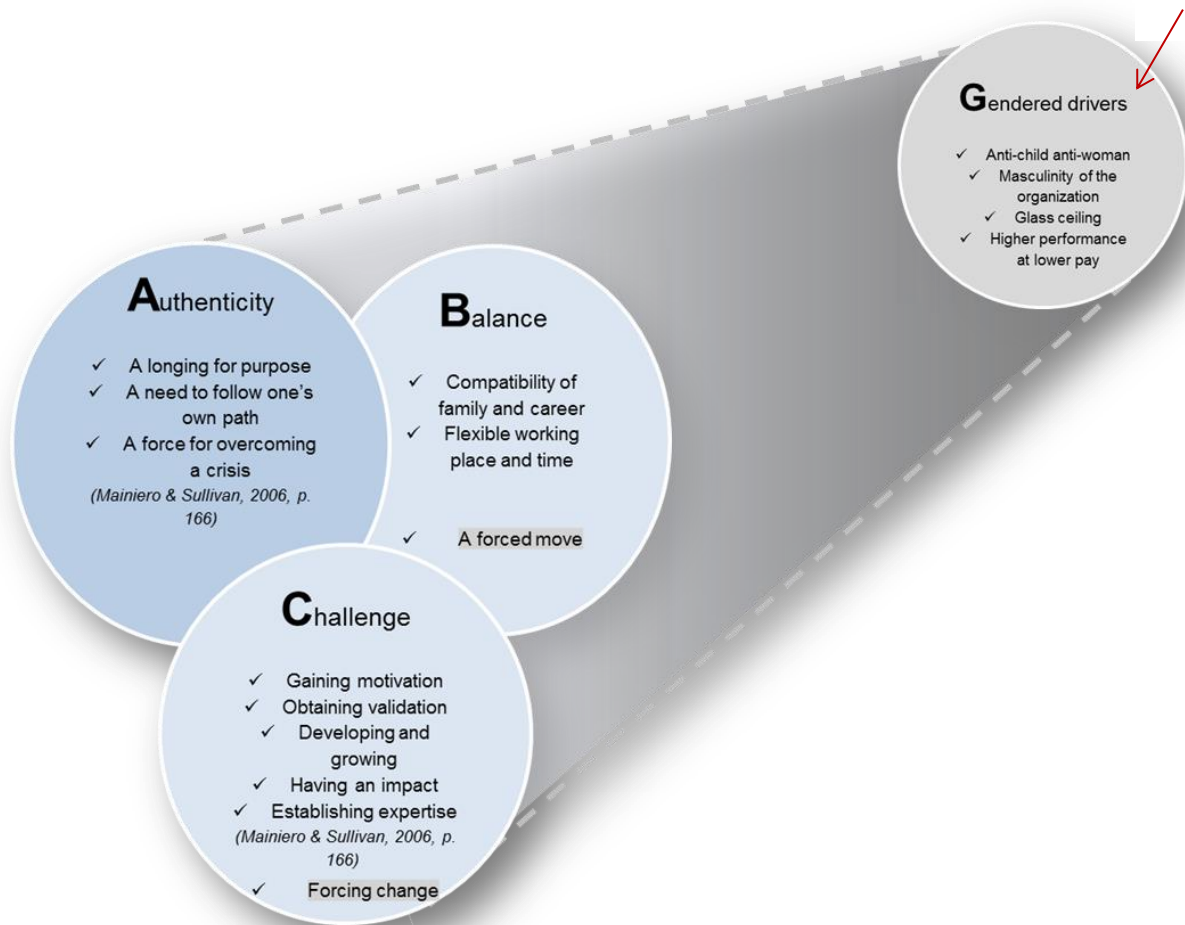 Gendered drivers
✓ Anti-child anti-woman
✓ Masculinity of the
organization
✓ Glass ceiling
✓ Higher performance
at lower pay
Authenticity
✓ A longing for purpose
✓ A need to follow one's
own path
✓ A force for overcoming
a crisis
(Mainiero & Sullivan, 2006, p.
166)
Balance
✓ Compatibility of
family and career
✓ Flexible working
place and time
✓ A forced move
Challenge
✓ Gaining motivation
✓ Obtaining validation
✓ Developing and
growing
✓ Having an impact
✓ Establishing expertise
(Mainiero & Sullivan, 2006, p.
166)
✓ Forcing change